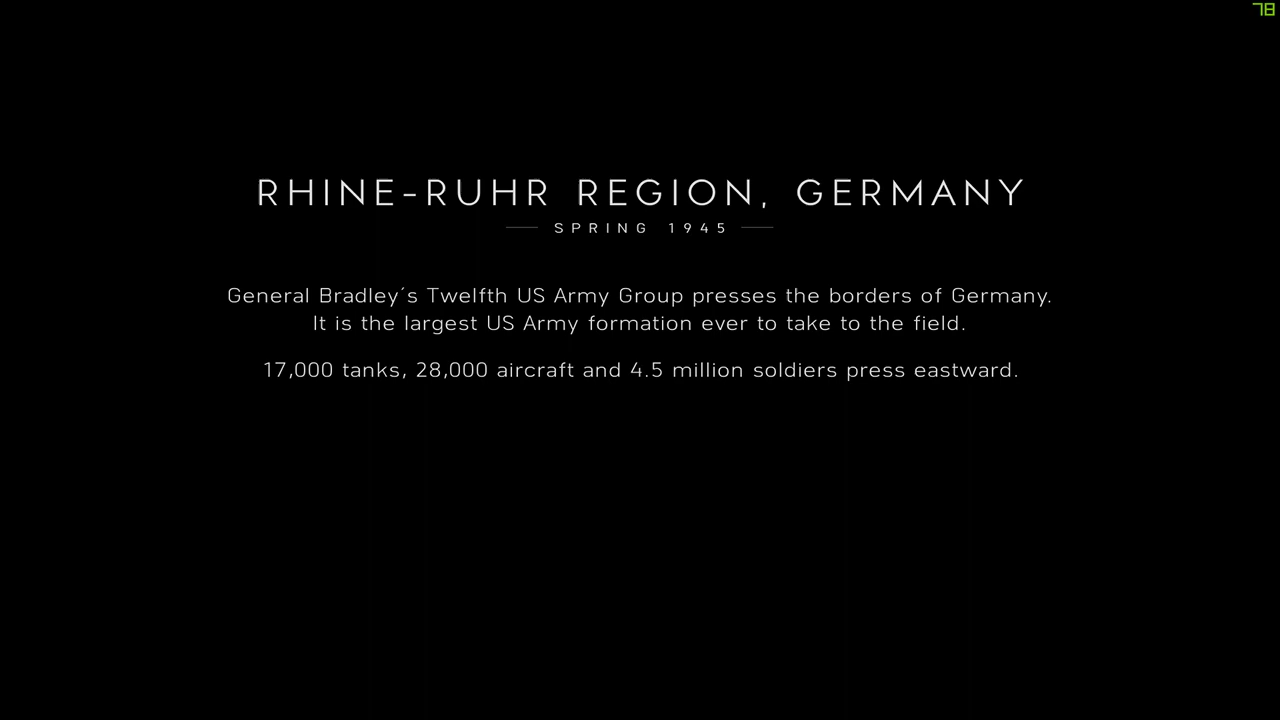 78
RHINE-RUHR REGION, GERMANY
SPRING 1945
General Bradley´s Twelfth US Army Group presses the borders of Germany.
It is the largest US Army formation ever to take to the field.
17,000 tanks, 28,000 aircraft and 4.5 million soldiers press eastward.